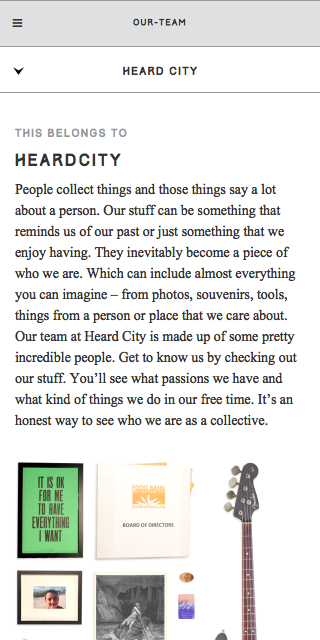 OUR-TEAM
HEARD CITY
THIS BELONGS TO
HEARDCITY
People collect things and those things say a lot
about a person. Our stuff can be something that
reminds us of our past or just something that we
enjoy having. They inevitably become a piece of
who we are. Which can include almost everything
you can imagine – from photos, souvenirs, tools,
things from a person or place that we care about.
Our team at Heard City is made up of some pretty
incredible people. Get to know us by checking out
our stuff. You’ll see what passions we have and
what kind of things we do in our free time. It’s an
honest way to see who we are as a collective.
IT IS OK
FOR ME
TO HAVE
EVERYTHING
I WANT
FOOD BANK
BOARD OF DIRECTORS
Fender